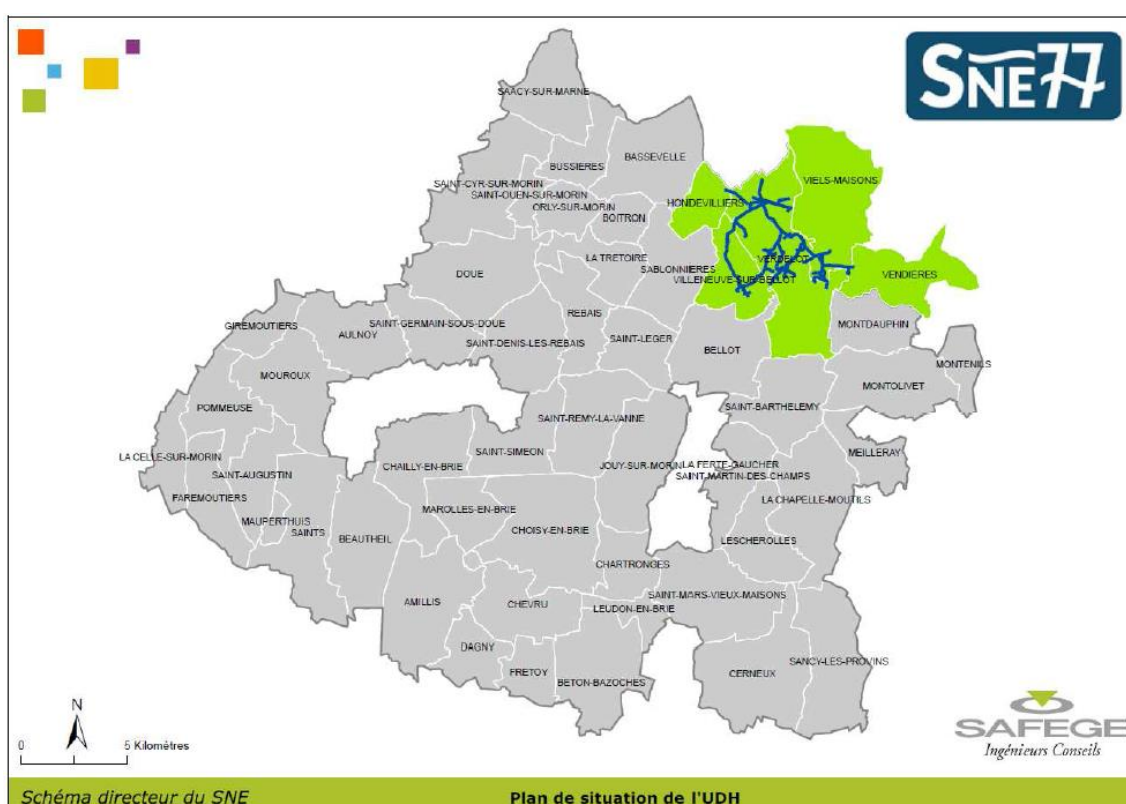 SNE77
SAACY-SUR-MARNE
BUSSIERES
BASSEVELLE
VIELS-MAISONS
SAINT-CYR-SUR-MORIN
SAINT-OUEN-SUR-MORIN
ORLY-SUR-MORIN
HONDEVILLIERS
BOITRON
LA TRETOIRE
SABLONNIERES
VERDELOT
DOUE
VILLENEUVE-SUR-BELLOT
VENDIERES
REBAIS
GIREMOUTIERS
SAINT-GERMAIN-SOUS-DOUE
MONTDAUPHIN
AULNOY
SAINT-DENIS-LES-REBAIS
SAINT-LEGER
BELLOT
MONTENILS
MOUROUX
MONTOLIVET
POMMEUSE
SAINT-BARTHELEMY
SAINT-REMY-LA-VANNE
SAINT-SIMEON
MEILLERAY
LA CELLE-SUR-MORIN
CHAILLY-EN-BRIE
JOUY-SUR-MORIN
LA FERTE-GAUCHER
SAINT-AUGUSTIN
SAINT-MARTIN-DES-CHAMPS
FAREMOUTIERS
LA CHAPELLE-MOUTILS
MAROLLES-EN-BRIE
MAUPERTHUIS
CHOISY-EN-BRIE
SAINTS
BEAUTHEIL
LESCHEROLLES
CHARTRONGES
SAINT-MARS-VIEUX-MAISONS
AMILLIS
CHEVRU
LEUDON-EN-BRIE
DAGNY
SANCY-LES-PROVINS
FRETOY
CERNEUX
BETON-BAZOCHES
N
0 5 Kilomètres
SAFEGE
Ingénieurs Conseils
Schéma directeur du SNE
Plan de situation de l'UDH